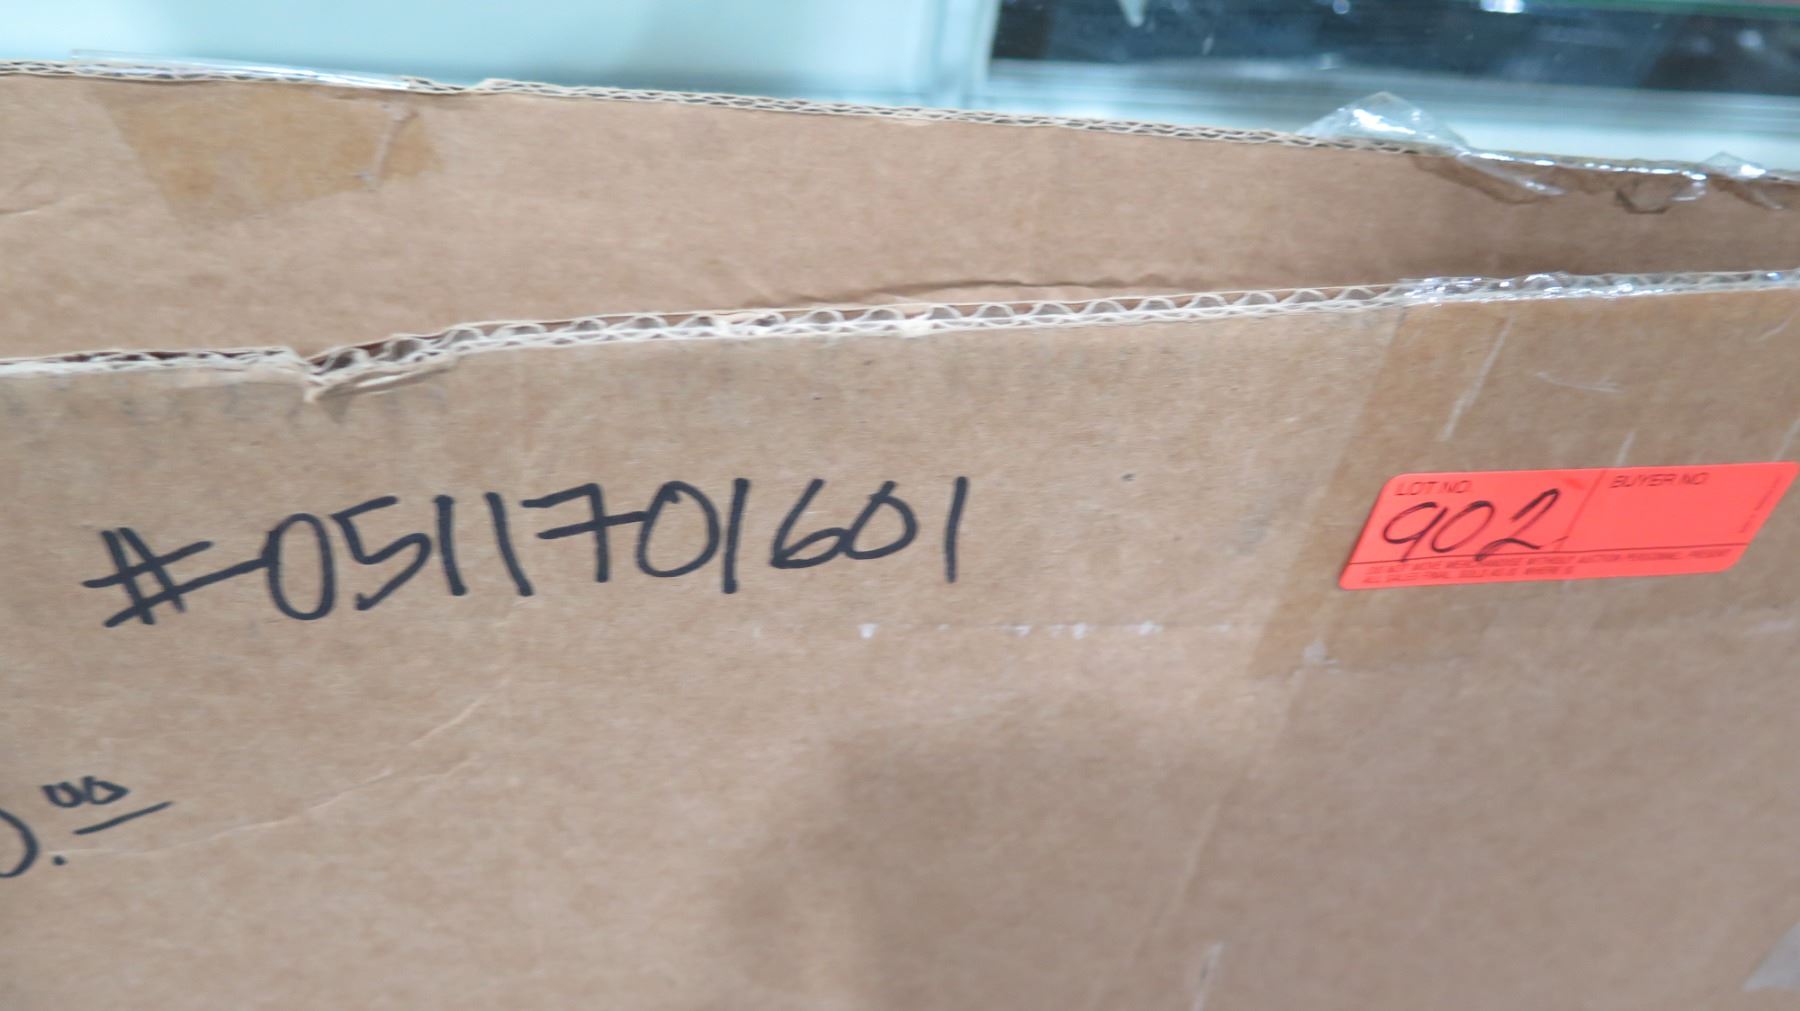 #0511701601
LOT NO.
902
BUYER NO.
.00